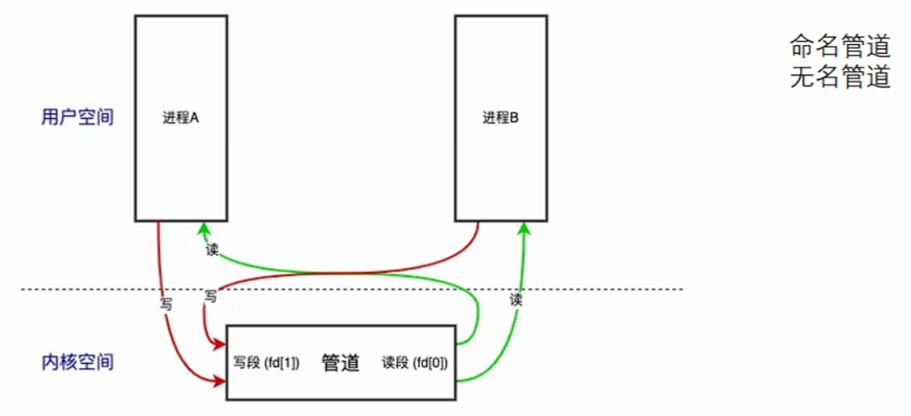 命名管道
无名管道
用户空间
进程A
进程B
读
写
写
读
内核空间
写段 (fd[1])
管道
读段 (fd[0])